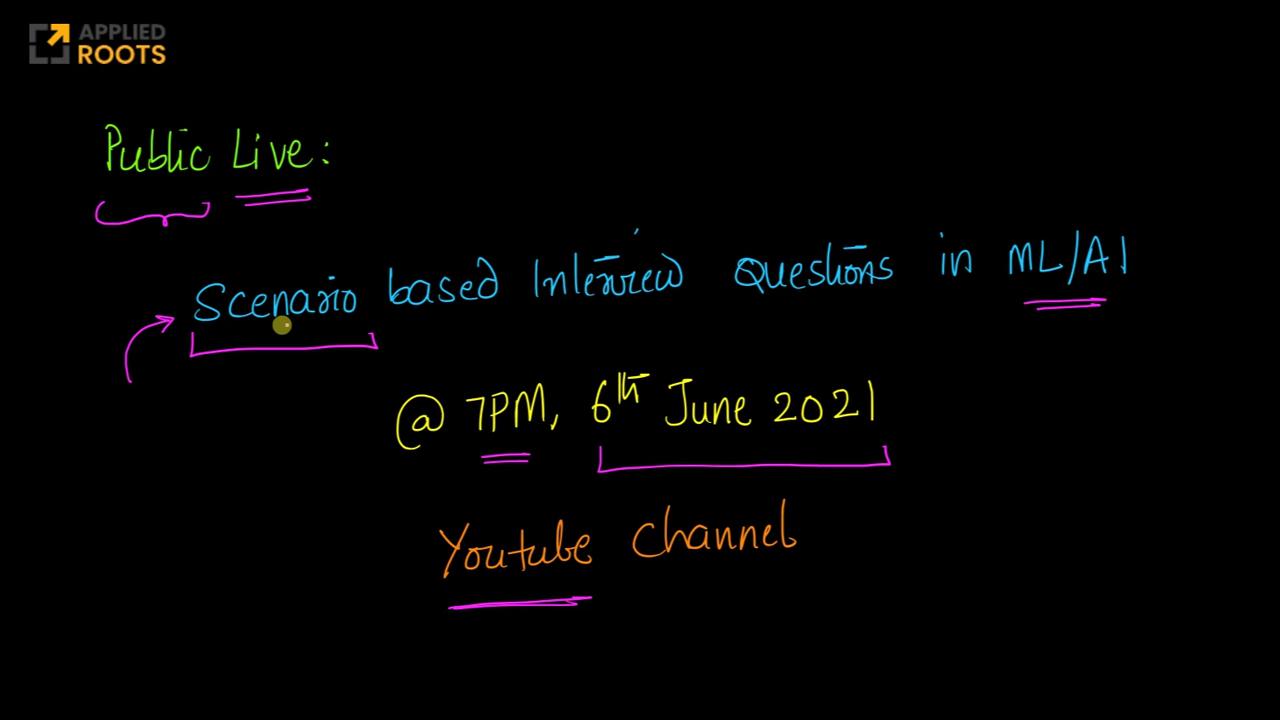 APPLIED
ROOTS
Public Live:
Scenario based Interview Questions in ML/AI
@ 7PM, 6th June 2021
Youtube Channel